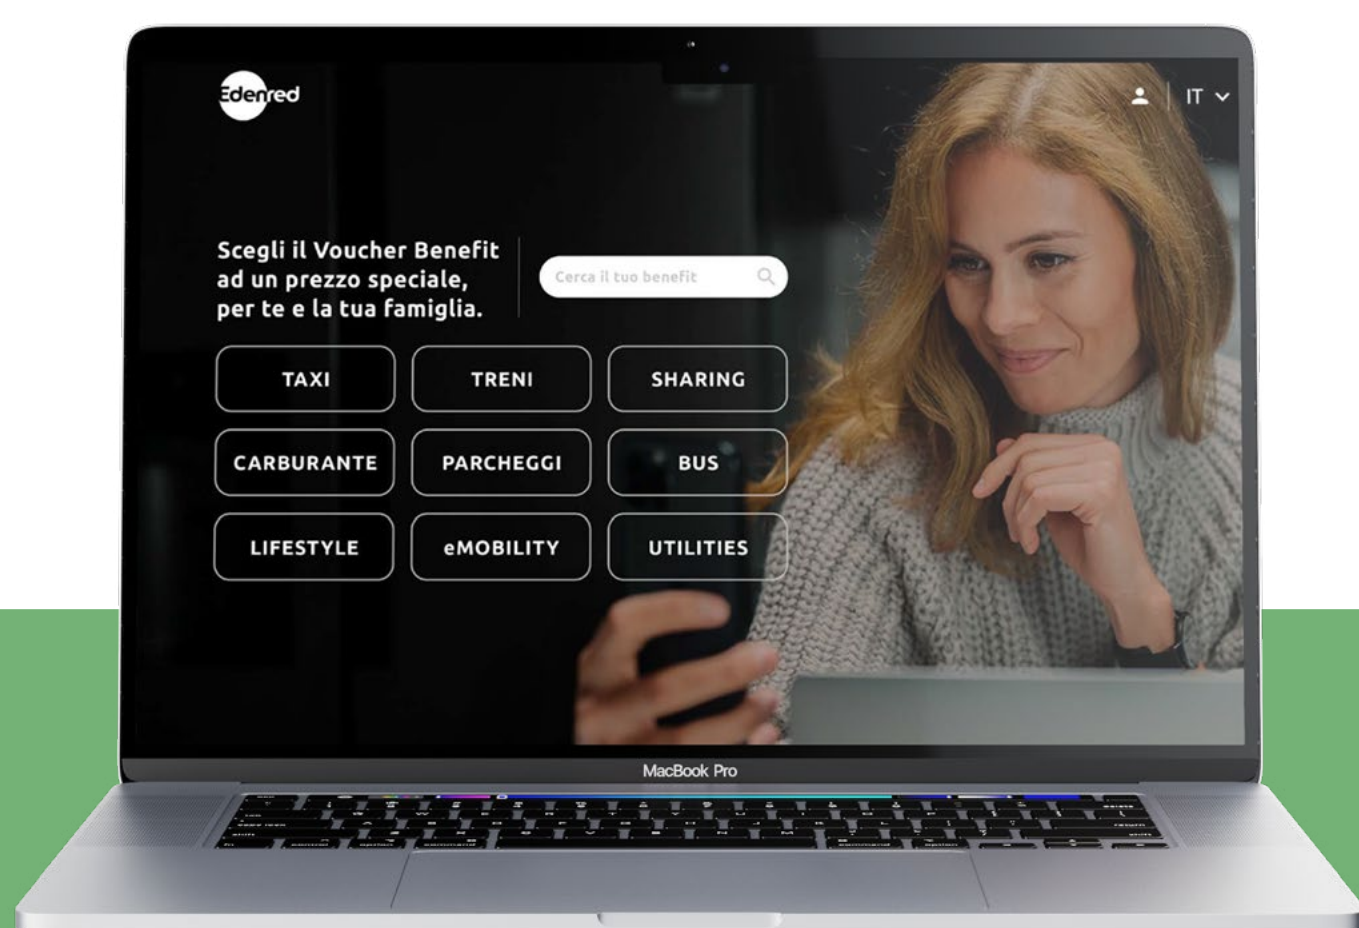 Edenred
IT
Scegli il Voucher Benefit
ad un prezzo speciale,
per te e la tua famiglia.
Cerca il tuo benefit
TAXI
TRENI
SHARING
CARBURANTE
PARCHEGGI
BUS
LIFESTYLE
eMOBILITY
UTILITIES
MacBook Pro